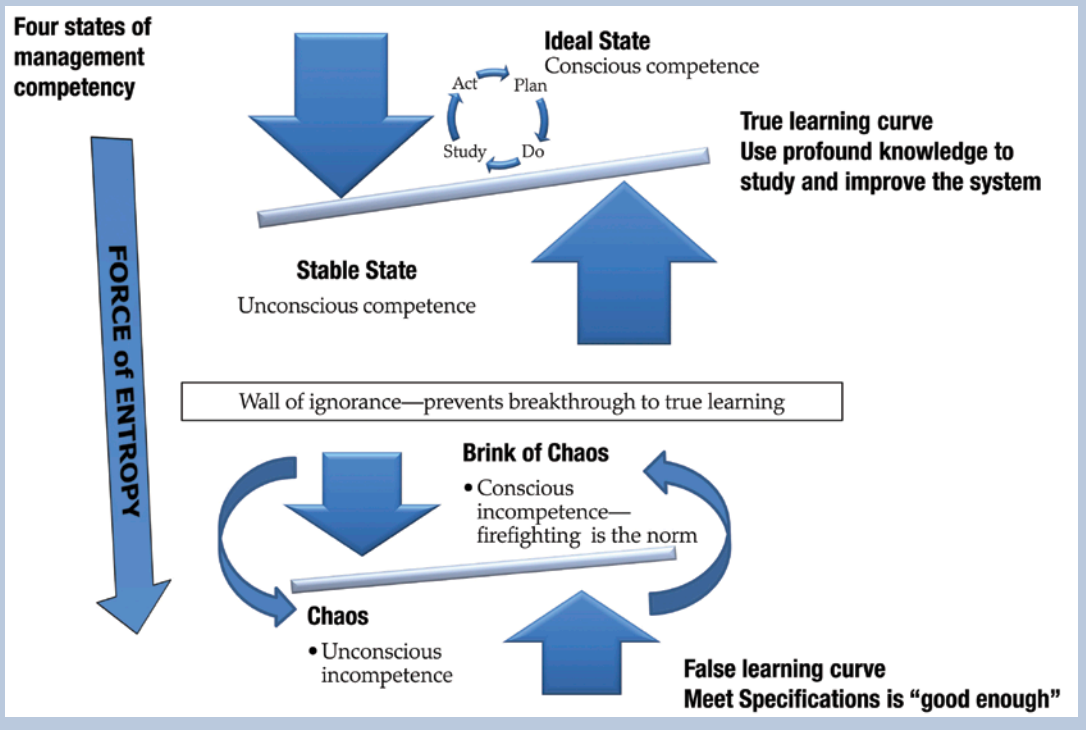 Four states of
management
competency
Ideal State
Conscious competence
Act
Plan
Study
Do
True learning curve
Use profound knowledge to
study and improve the system
FORCE of ENTROPY
Stable State
Unconscious competence
Wall of ignorance—prevents breakthrough to true learning
Brink of Chaos
• Conscious
incompetence—
firefighting is the norm
Chaos
• Unconscious
incompetence
False learning curve
Meet Specifications is “good enough”